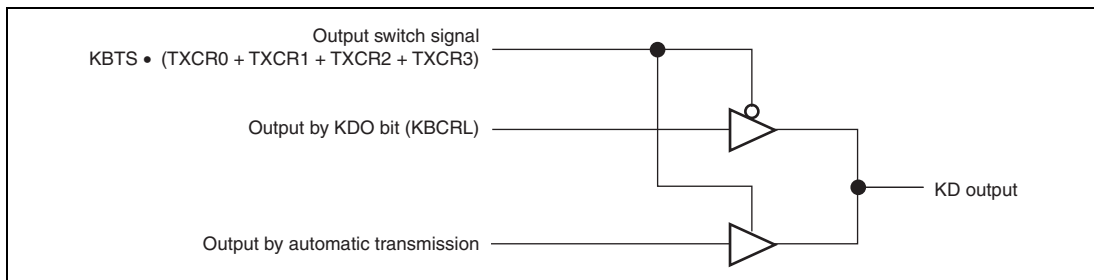 Output switch signal
KBTS • (TXCR0 + TXCR1 + TXCR2 + TXCR3)
Output by KDO bit (KBCRL)
KD output
Output by automatic transmission